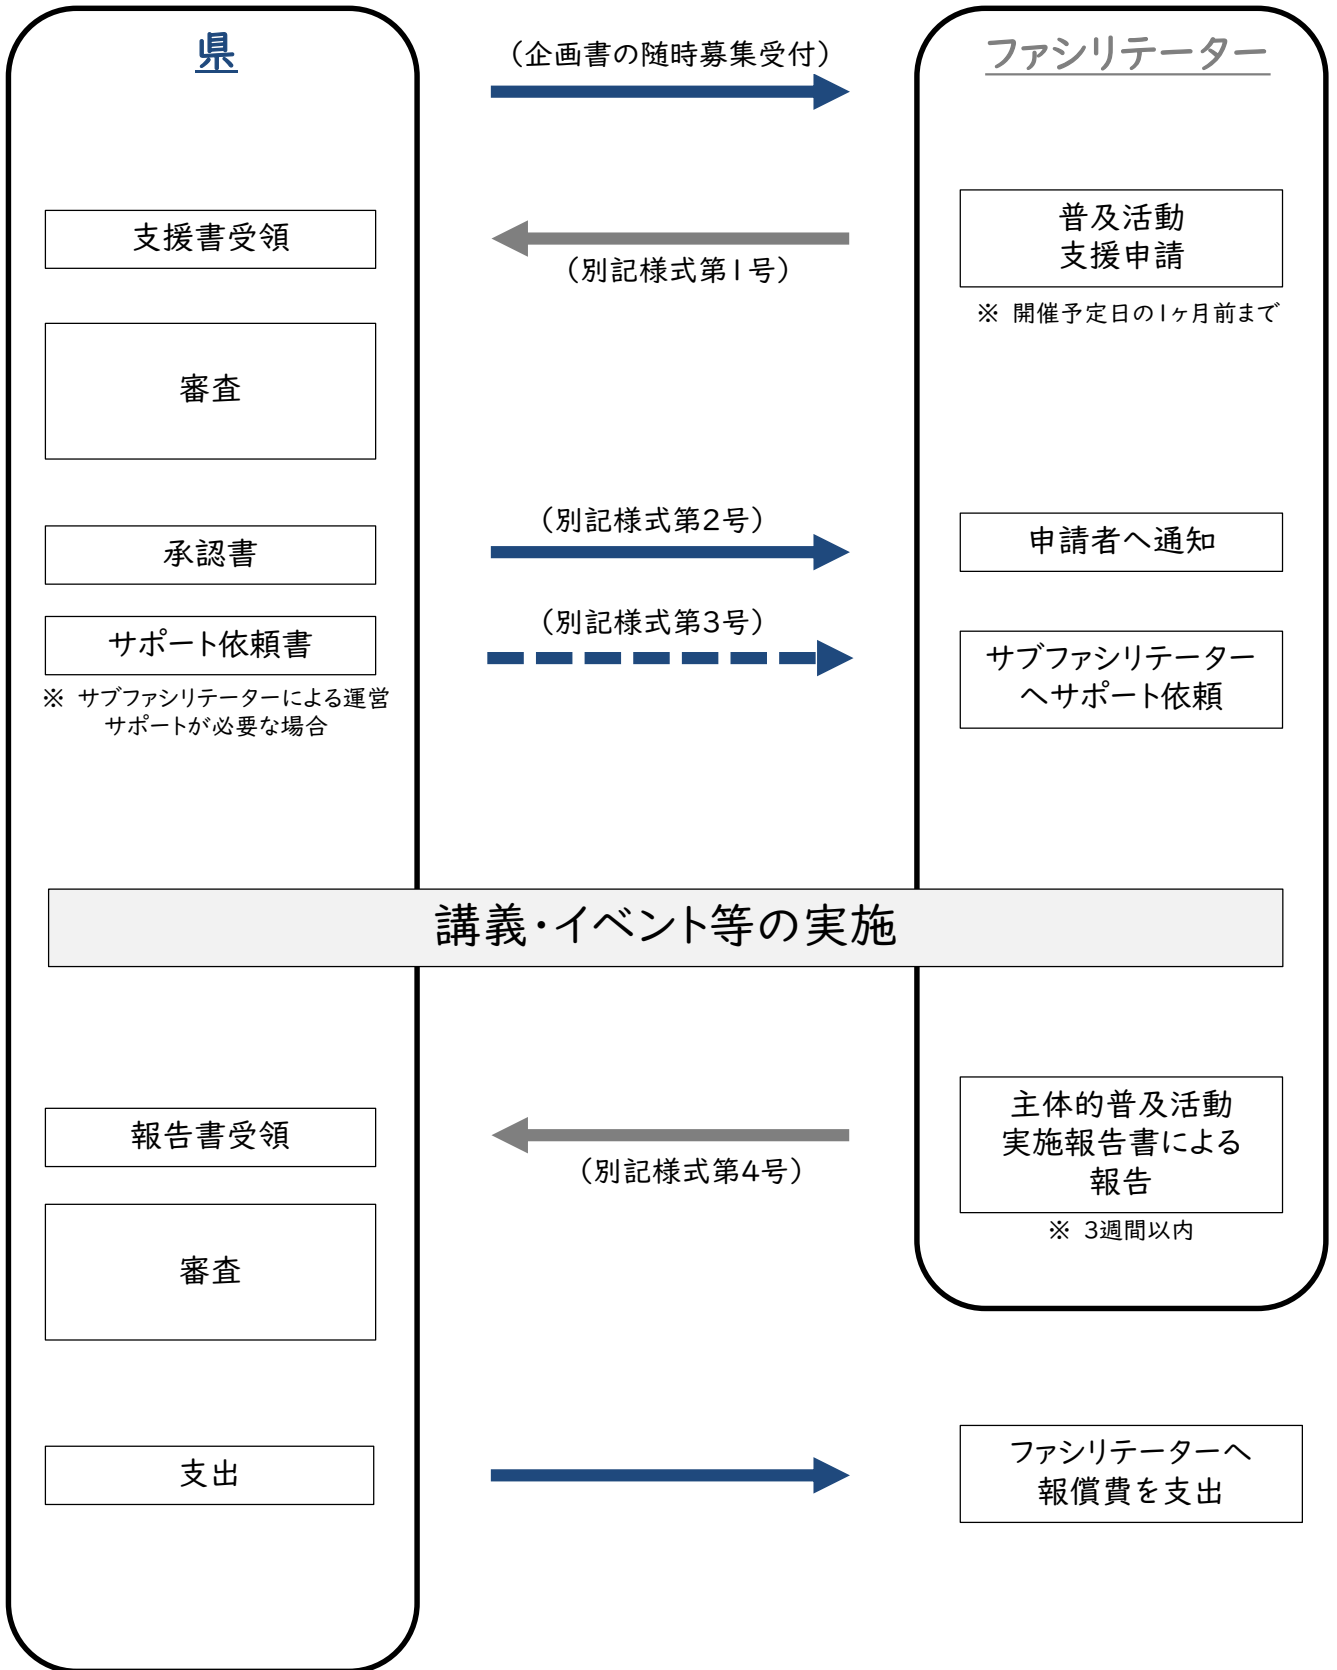 県
(企画書の随時募集受付)
ファシリテーター
支援書受領
(別記様式第1号)
普及活動
支援申請
※ 開催予定日の1ヶ月前まで
審査
承認書
(別記様式第2号)
申請者へ通知
サポート依頼書
※ サブファシリテーターによる運営
サポートが必要な場合
(別記様式第3号)
サブファシリテーター
へサポート依頼
講義・イベント等の実施
報告書受領
(別記様式第4号)
主体的普及活動
実施報告書による
報告
※ 3週間以内
審査
支出
ファシリテーターへ
報償費を支出